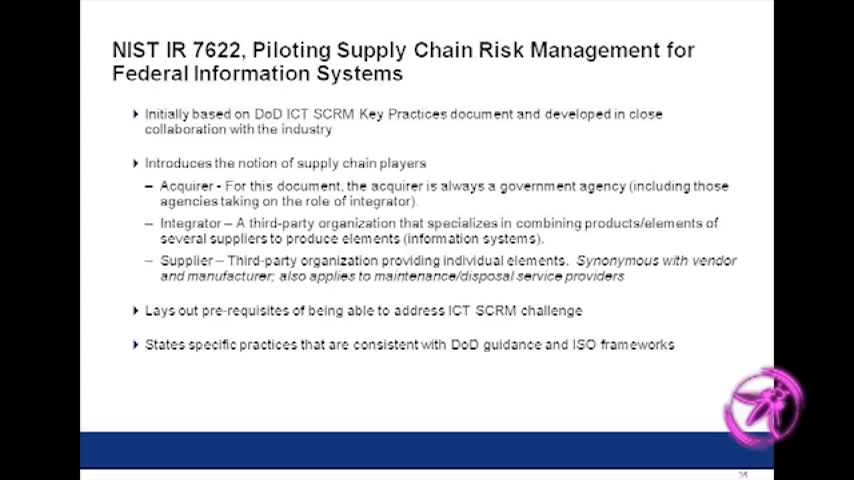 NIST IR 7622, Piloting Supply Chain Risk Management for
Federal Information Systems
Initially based on DoD ICT SCRM Key Practices document and developed in close
collaboration with the industry
Introduces the notion of supply chain players
– Acquirer - For this document, the acquirer is always a government agency (including those
agencies taking on the role of integrator).
– Integrator – A third-party organization that specializes in combining products/elements of
several suppliers to produce elements (information systems).
– Supplier – Third-party organization providing individual elements. Synonymous with vendor
and manufacturer; also applies to maintenance/disposal service providers
Lays out pre-requisites of being able to address ICT SCRM challenge
States specific practices that are consistent with DoD guidance and ISO frameworks